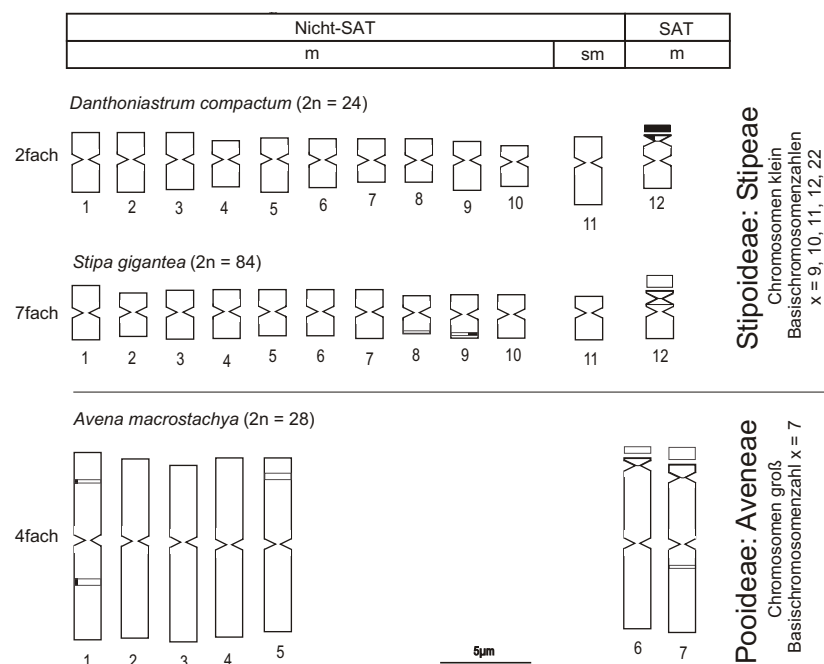 Nicht-SAT SAT
m sm m
Danthoniastrum compactum (2n = 24)
2fach
1 2 3 4 5 6 7 8 9 10 11 12
Stipa gigantea (2n = 84)
7fach
1 2 3 4 5 6 7 8 9 10 11 12
Stipoideae: Stipeae
Chromosomen klein
Basischromosomenzahlen
x = 9, 10, 11, 12, 22
Avena macrostachya (2n = 28)
4fach
1 2 3 4 5 6 7
5µm
Pooideae: Aveneae
Chromosomen groß
Basischromosomenzahl x = 7